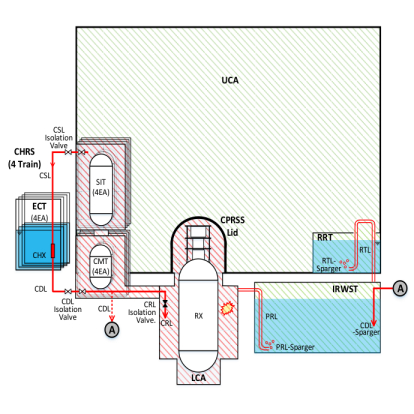 UCA
CSL
Isolation
Valve
CHRS
(4 Train)
CSL
SIT
(4EA)
ECT
(4EA)
CHX
CPRSS
Lid
RRT
RTL
RTL-
Sparger
CMT
(4EA)
CDL
CDL
Isolation
Valve
CDL
A
CRL
Isolation
Valve.
CRL
RX
LCA
IRWST
A
PRL
PRL-Sparger
CDL
-Sparger